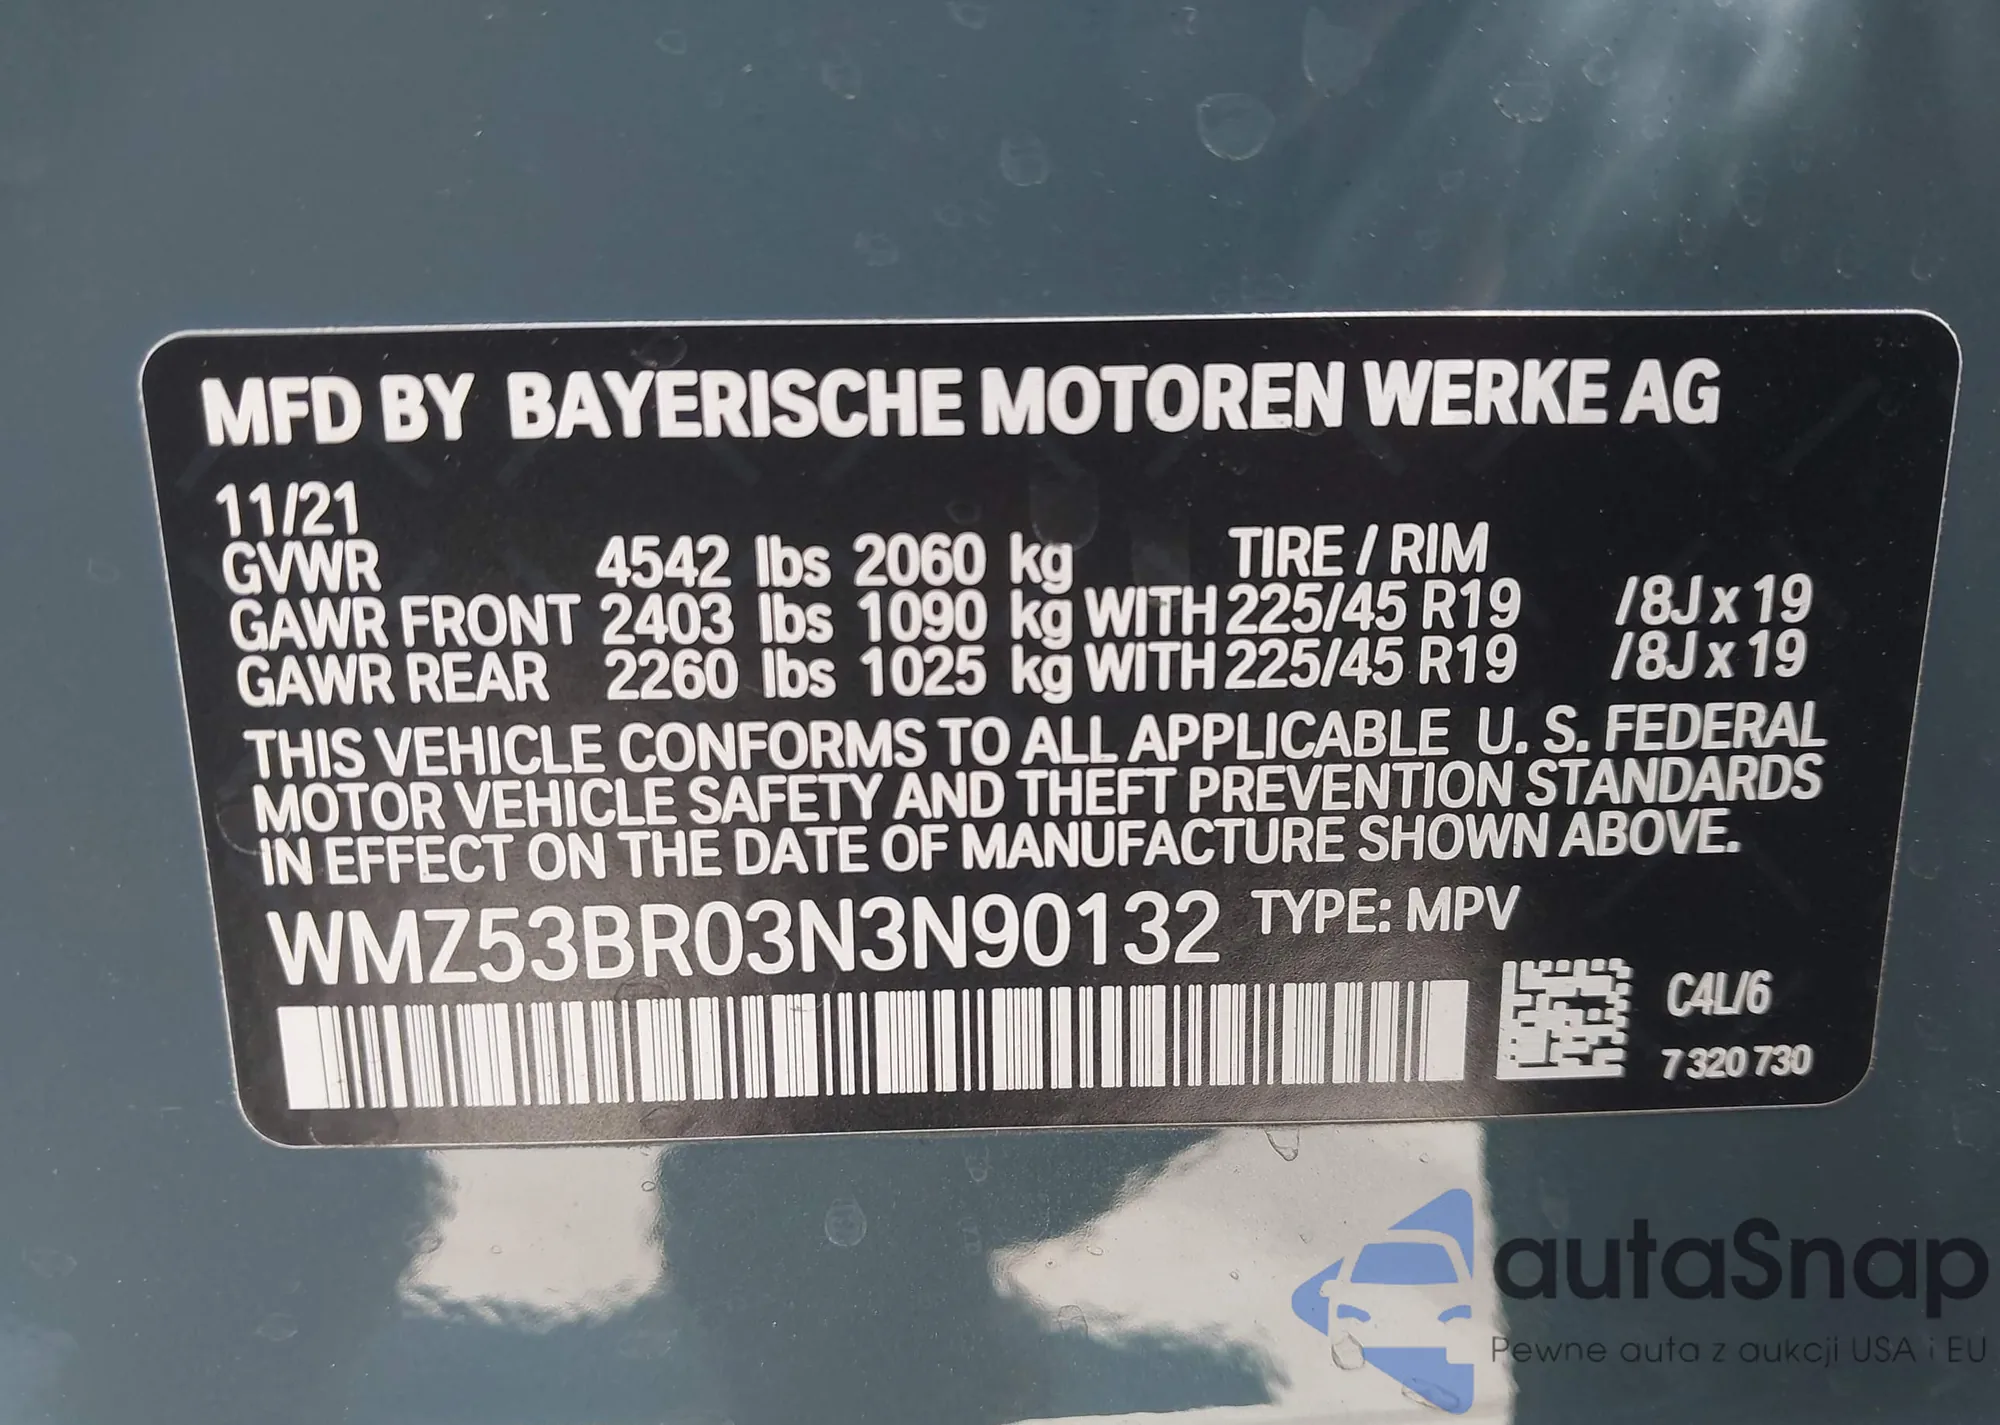 MFD BY BAYERISCHE MOTOREN WERKE AG
11/21
GVWR 4542 lbs 2060 kg TIRE / RIM
GAWR FRONT 2403 lbs 1090 kg WITH 225/45 R19 /8J x 19
GAWR REAR 2260 lbs 1025 kg WITH 225/45 R19 /8J x 19
THIS VEHICLE CONFORMS TO ALL APPLICABLE U. S. FEDERAL
MOTOR VEHICLE SAFETY AND THEFT PREVENTION STANDARDS
IN EFFECT ON THE DATE OF MANUFACTURE SHOWN ABOVE.
WMZ53BR03N3N90132 TYPE: MPV
C4L/6
7 320 730
autaSnap
Pewne auta z aukcji USA i EU